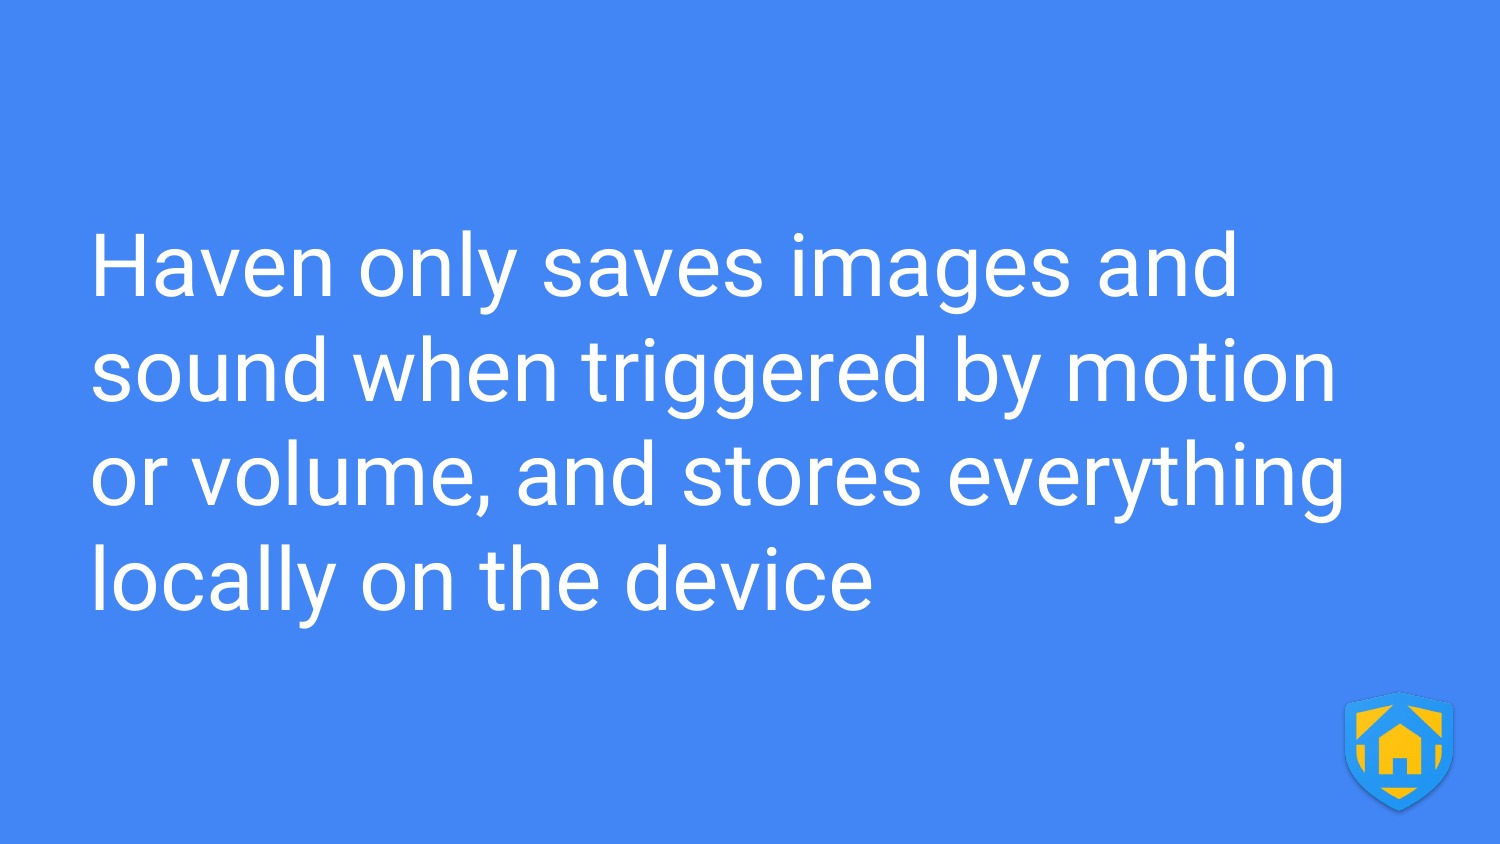 Haven only saves images and
sound when triggered by motion
or volume, and stores everything
locally on the device